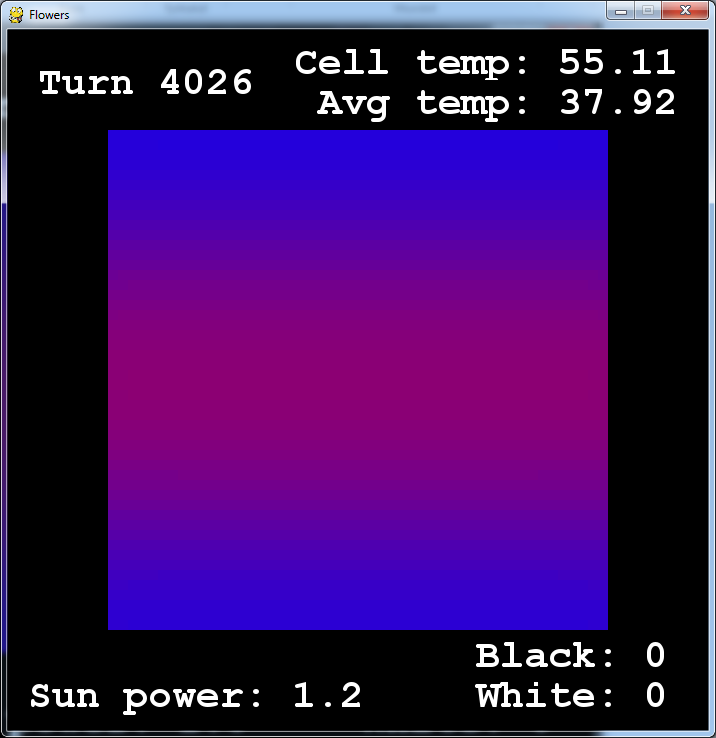 Flowers
Turn 4026
Cell temp: 55.11
Avg temp: 37.92
Black: 0
Sun power: 1.2
White: 0